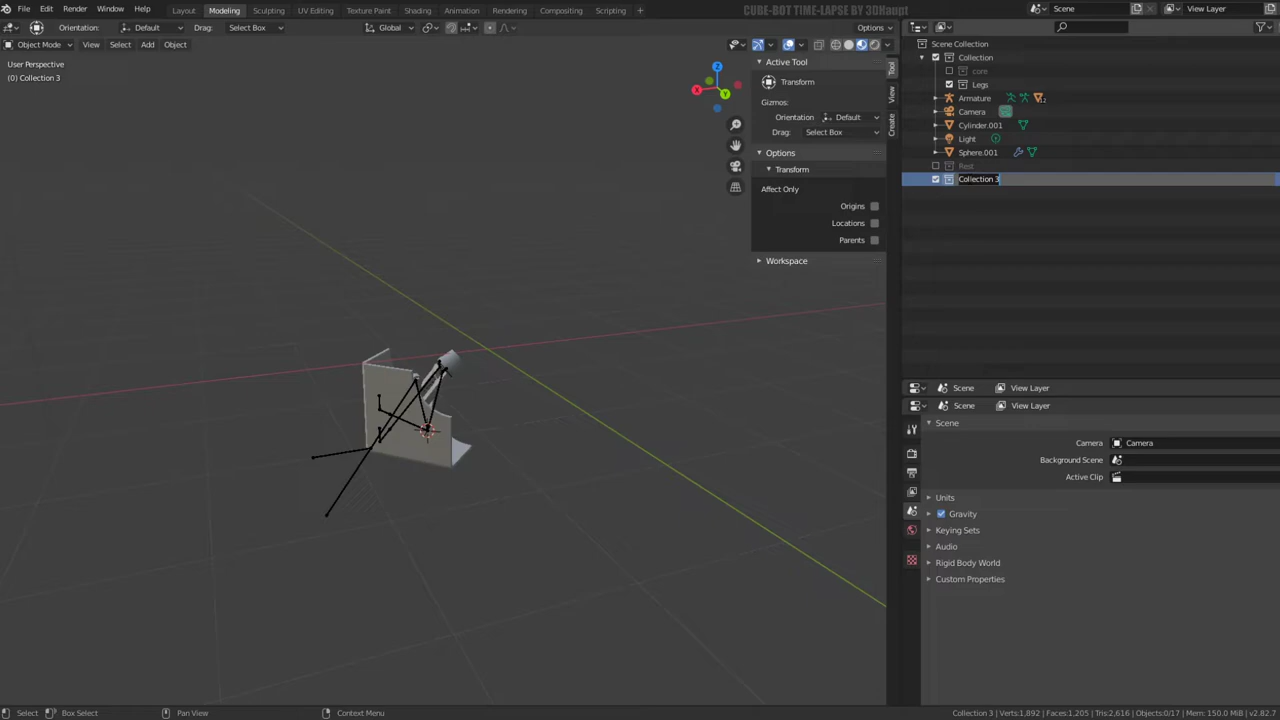 File Edit Render Window Help Layout Modeling Sculpting UV Editing Texture Paint Shading Animation Rendering Compositing Scripting + CUBE-BOT TIME-LAPSE BY 3DHaupt Scene View Layer
Orientation: Default Drag: Select Box Global Options
Object Mode View Select Add Object
User Perspective
(0) Collection 3
X Y Z
Active Tool
Transform
Gizmos:
Orientation Default
Drag: Select Box
Options
Transform
Affect Only
Origins
Locations
Parents
Workspace
Tool
View
Create
Scene Collection
Collection
core
Legs
Armature 12
Camera
Cylinder.001
Light
Sphere.001
Rest
Collection 3
Scene View Layer
Scene View Layer
Scene
Camera Camera
Background Scene
Active Clip
Units
Gravity
Keying Sets
Audio
Rigid Body World
Custom Properties
Select Box Select Pan View Context Menu Collection 3 | Verts:1,892 | Faces:1,205 | Tris:2,616 | Objects:0/17 | Mem: 150.0 MiB | v2.82.7